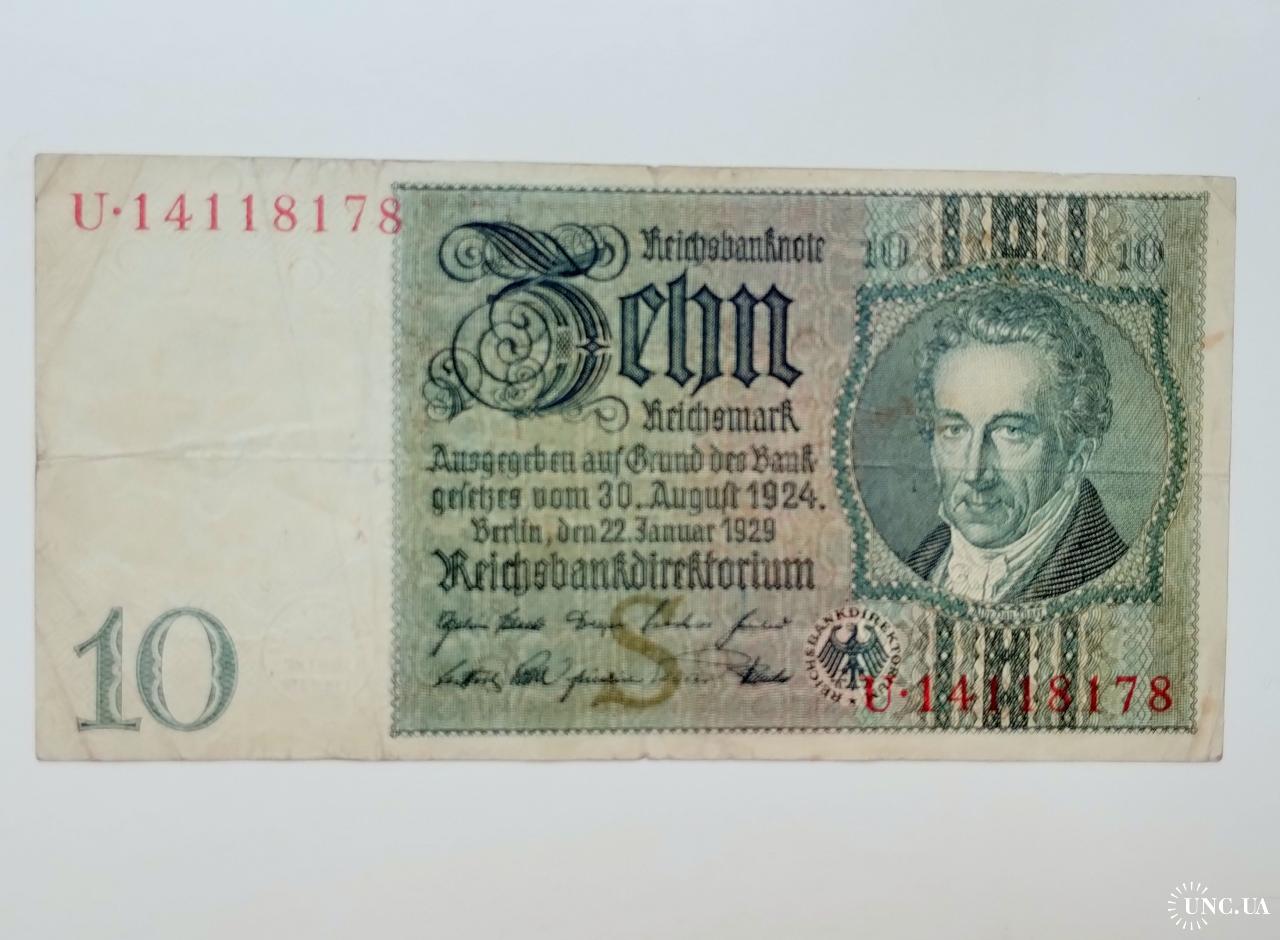 U·14118178
Reichsbanknote
Zehn
Reichsmark
Ausgegeben auf Grund des Bank
gesetzes vom 30. August 1924.
Berlin, den 22. Januar 1929
Reichsbankdirektorium
10
10
10
S
REICHSBANKDIREKTORIUM
U·14118178
UNC.UA